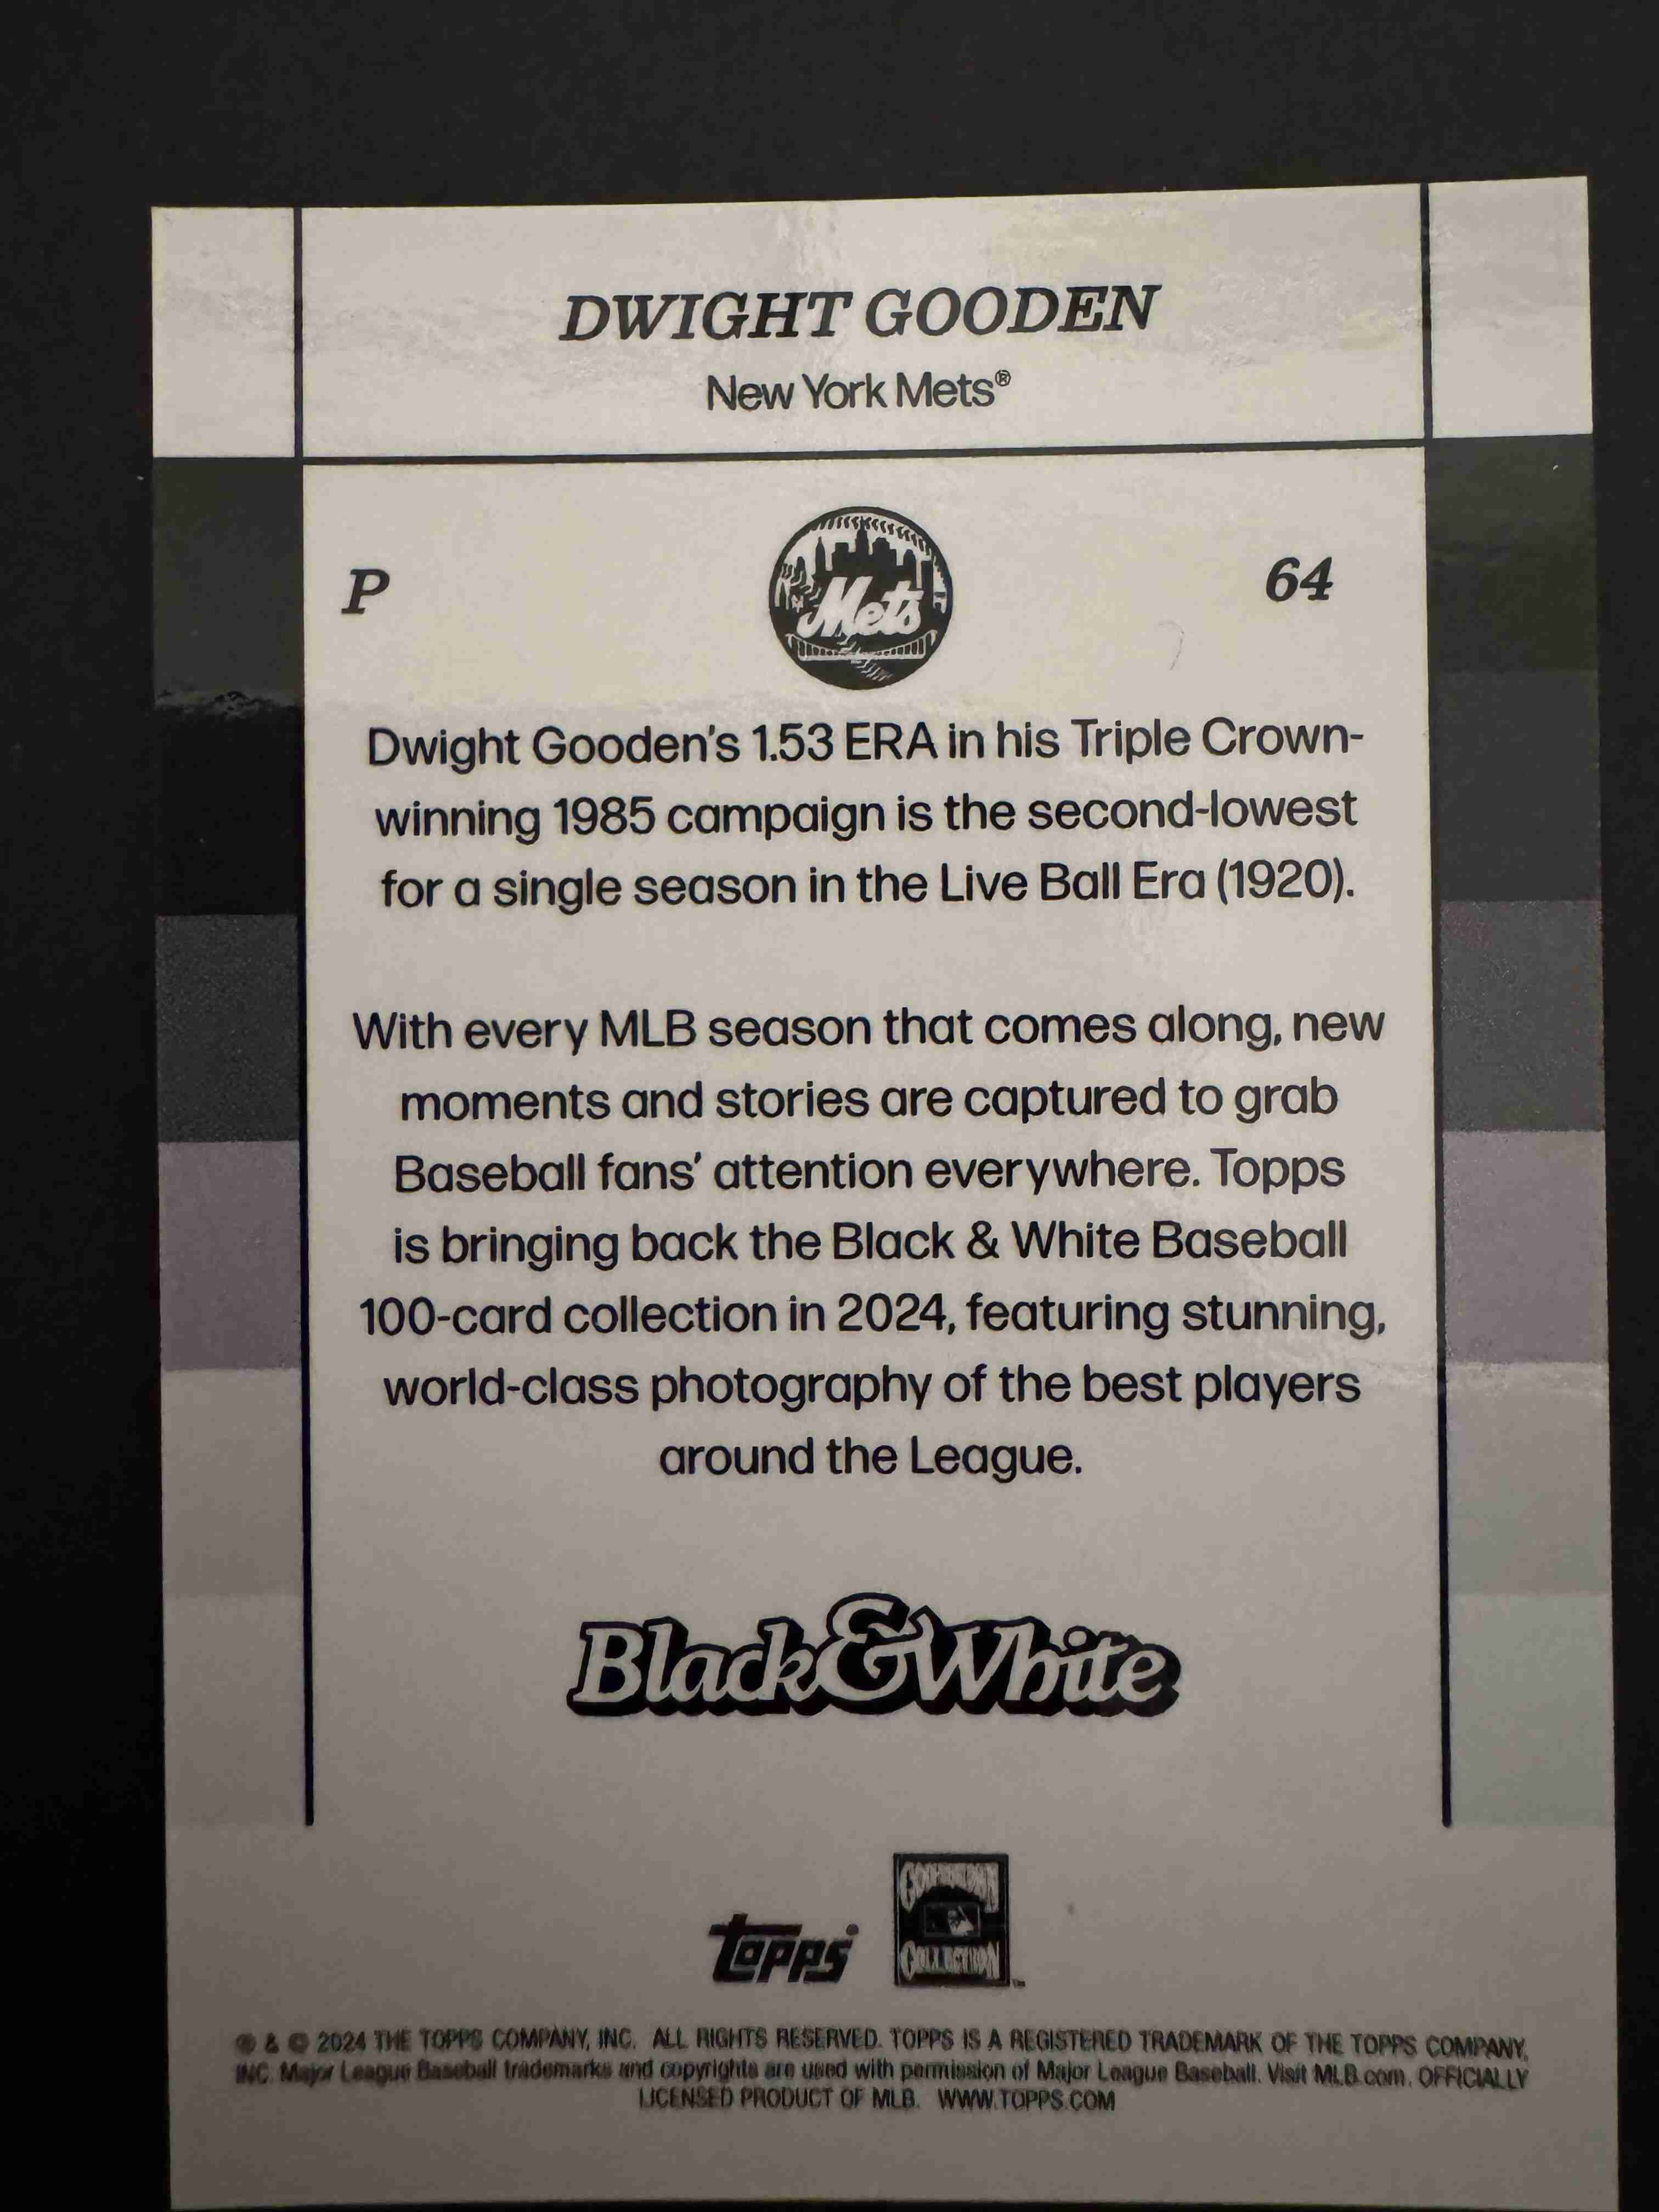 DWIGHT GOODEN
New York Mets®
P
Mets
64
Dwight Gooden's 1.53 ERA in his Triple Crown-
winning 1985 campaign is the second-lowest
for a single season in the Live Ball Era (1920).
With every MLB season that comes along, new
moments and stories are captured to grab
Baseball fans' attention everywhere. Topps
is bringing back the Black & White Baseball
100-card collection in 2024, featuring stunning,
world-class photography of the best players
around the League.
Black&White
topps
COOPERSTOWN
COLLECTION™
® & © 2024 THE TOPPS COMPANY, INC. ALL RIGHTS RESERVED. TOPPS IS A REGISTERED TRADEMARK OF THE TOPPS COMPANY,
INC. Major League Baseball trademarks and copyrights are used with permission of Major League Baseball. Visit MLB.com. OFFICIALLY
LICENSED PRODUCT OF MLB. WWW.TOPPS.COM